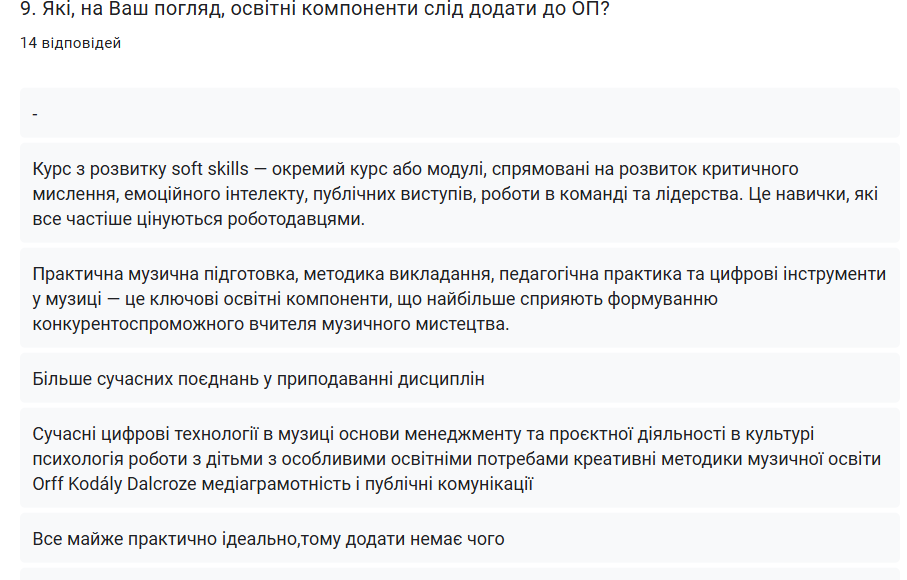 9. Які, на Ваш погляд, освітні компоненти слід додати до ОП?
14 відповідей
-
Курс з розвитку soft skills — окремий курс або модулі, спрямовані на розвиток критичного
мислення, емоційного інтелекту, публічних виступів, роботи в команді та лідерства. Це навички, які
все частіше цінуються роботодавцями.
Практична музична підготовка, методика викладання, педагогічна практика та цифрові інструменти
у музиці — це ключові освітні компоненти, що найбільше сприяють формуванню
конкурентоспроможного вчителя музичного мистецтва.
Більше сучасних поєднань у приподаванні дисциплін
Сучасні цифрові технології в музиці основи менеджменту та проєктної діяльності в культурі
психологія роботи з дітьми з особливими освітніми потребами креативні методики музичної освіти
Orff Kodály Dalcroze медіаграмотність і публічні комунікації
Все майже практично ідеально,тому додати немає чого